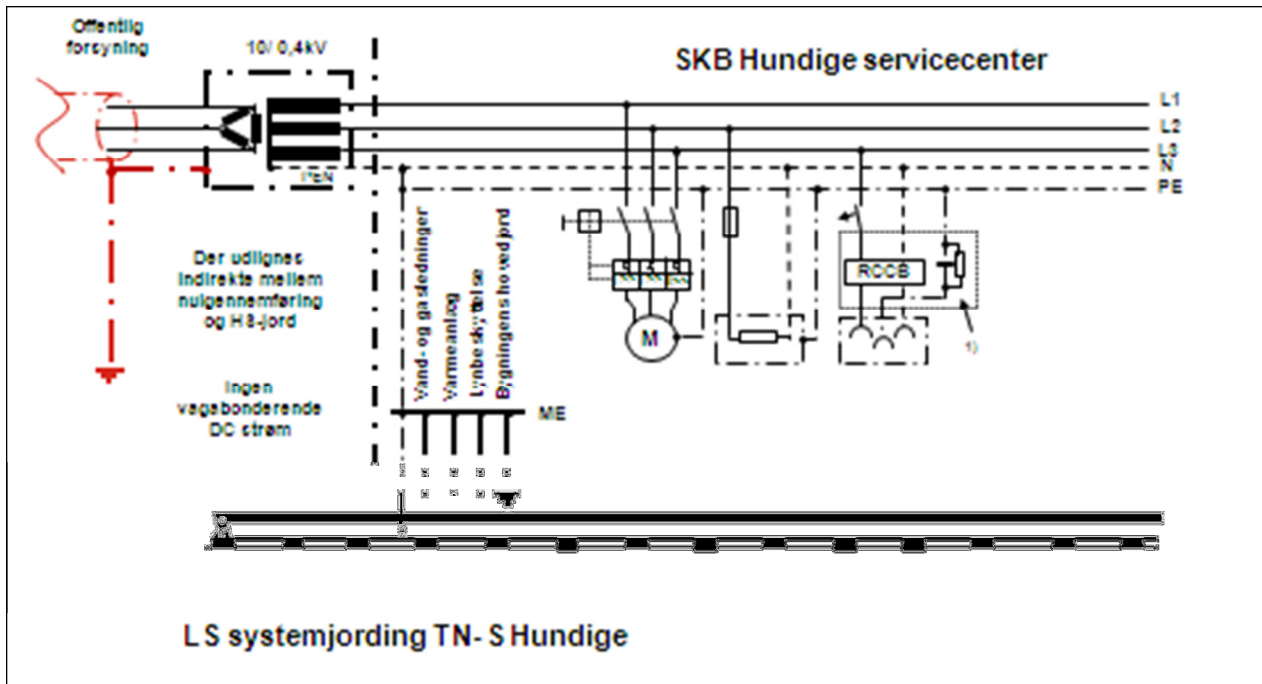 Offentlig
forsyning
10/ 0,4kV
SKB Hundige servicecenter
L1
L2
L3
N
PE
PEN
Der udlignes
indirekte mellem
nulgennemføring
og HS-jord
Ingen
vagabonderende
DC strøm
Vand- og gasledninger
Varmeanlæg
Lynbeskyttelse
Bygningens hovedjord
ME
M
RCCB
1)
LS systemjording TN- S Hundige